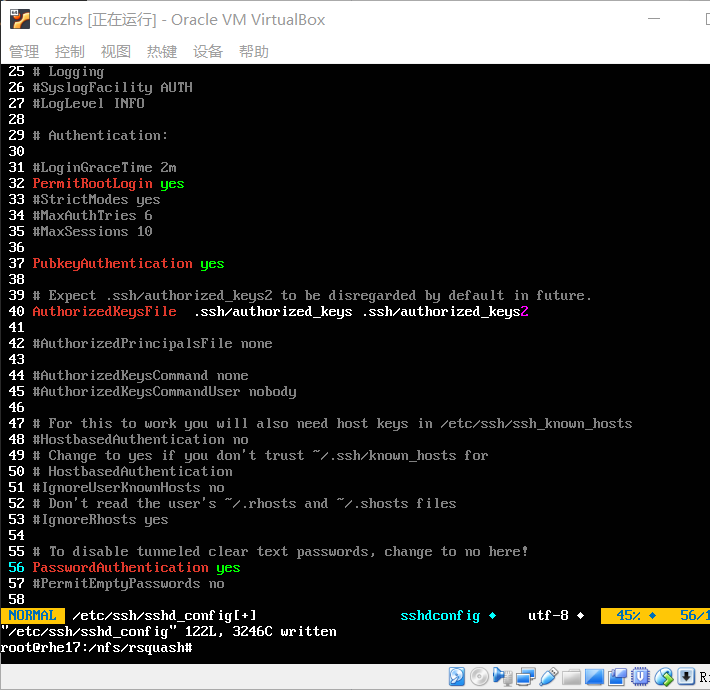 cuczhs [正在运行] - Oracle VM VirtualBox
管理 控制 视图 热键 设备 帮助
25 # Logging
26 #SyslogFacility AUTH
27 #LogLevel INFO
28
29 # Authentication:
30
31 #LoginGraceTime 2m
32 PermitRootLogin yes
33 #StrictModes yes
34 #MaxAuthTries 6
35 #MaxSessions 10
36
37 PubkeyAuthentication yes
38
39 # Expect .ssh/authorized_keys2 to be disregarded by default in future.
40 AuthorizedKeysFile  .ssh/authorized_keys .ssh/authorized_keys2
41
42 #AuthorizedPrincipalsFile none
43
44 #AuthorizedKeysCommand none
45 #AuthorizedKeysCommandUser nobody
46
47 # For this to work you will also need host keys in /etc/ssh/ssh_known_hosts
48 #HostbasedAuthentication no
49 # Change to yes if you don't trust ~/.ssh/known_hosts for
50 # HostbasedAuthentication
51 #IgnoreUserKnownHosts no
52 # Don't read the user's ~/.rhosts and ~/.shosts files
53 #IgnoreRhosts yes
54
55 # To disable tunneled clear text passwords, change to no here!
56 PasswordAuthentication yes
57 #PermitEmptyPasswords no
58
NORMAL /etc/ssh/sshd_config[+] sshdconfig ◆ utf-8 ◆ 45% ◆ 56/1
"/etc/ssh/sshd_config" 122L, 3246C written
root@rhe17:/nfs/rsquash#